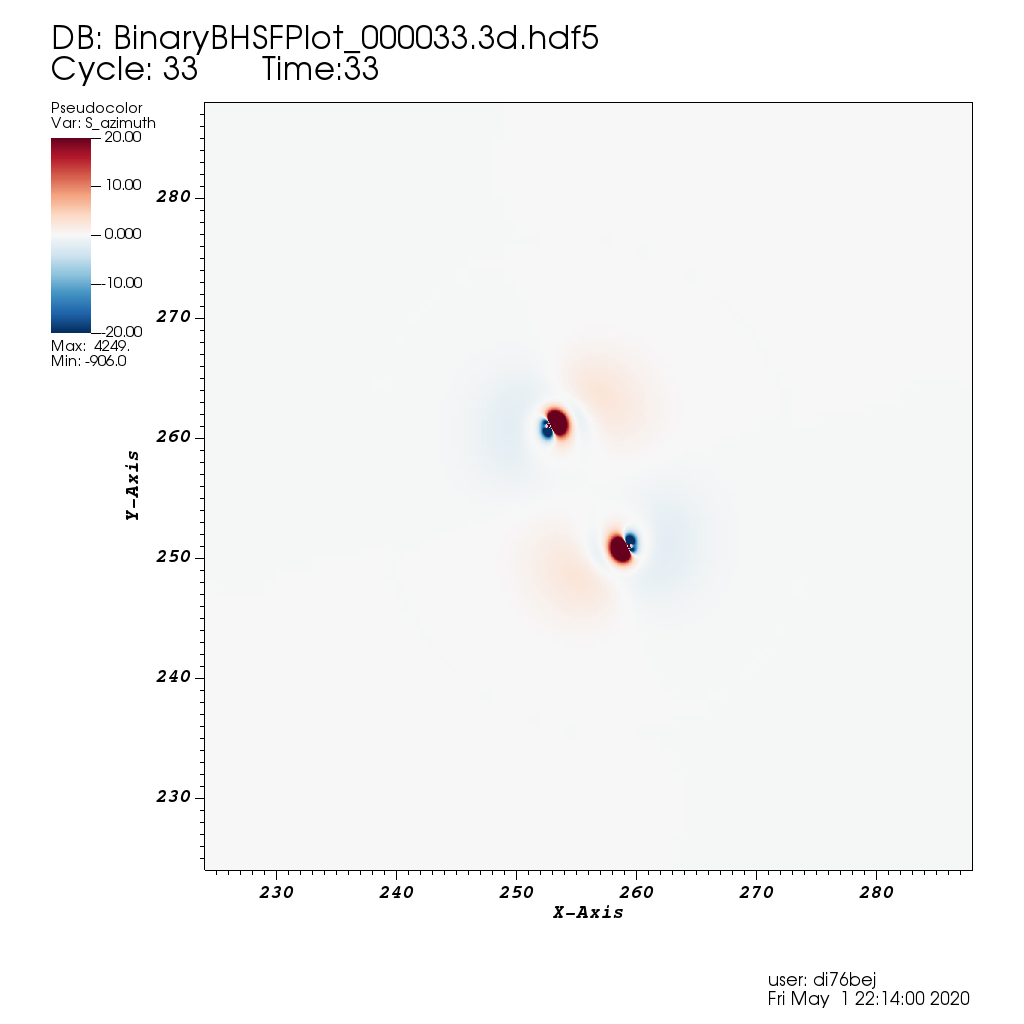 DB: BinaryBHSFPlot_000033.3d.hdf5
Cycle: 33 Time:33
Pseudocolor
Var: S_azimuth
20.00
10.00
0.000
-10.00
-20.00
Max: 4249.
Min: -906.0
280
270
260
250
240
230
Y-Axis
230 240 250 260 270 280
X-Axis
user: di76bej
Fri May 1 22:14:00 2020